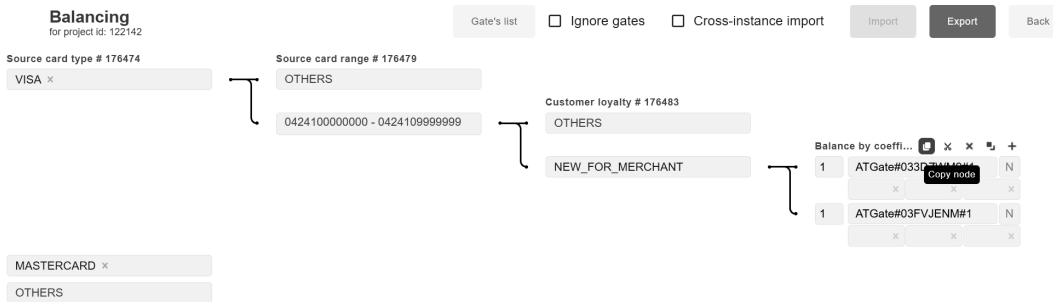 Balancing
for project id: 122142
Gate's list
Ignore gates
Cross-instance import
Import
Export
Back
Source card type # 176474
VISA ×
Source card range # 176479
OTHERS
0424100000000 - 0424109999999
Customer loyalty # 176483
OTHERS
NEW_FOR_MERCHANT
Balance by coeffi...
1
N
Copy node
× × ×
1
ATGate#03FVJENM#1
N
× × ×
MASTERCARD ×
OTHERS